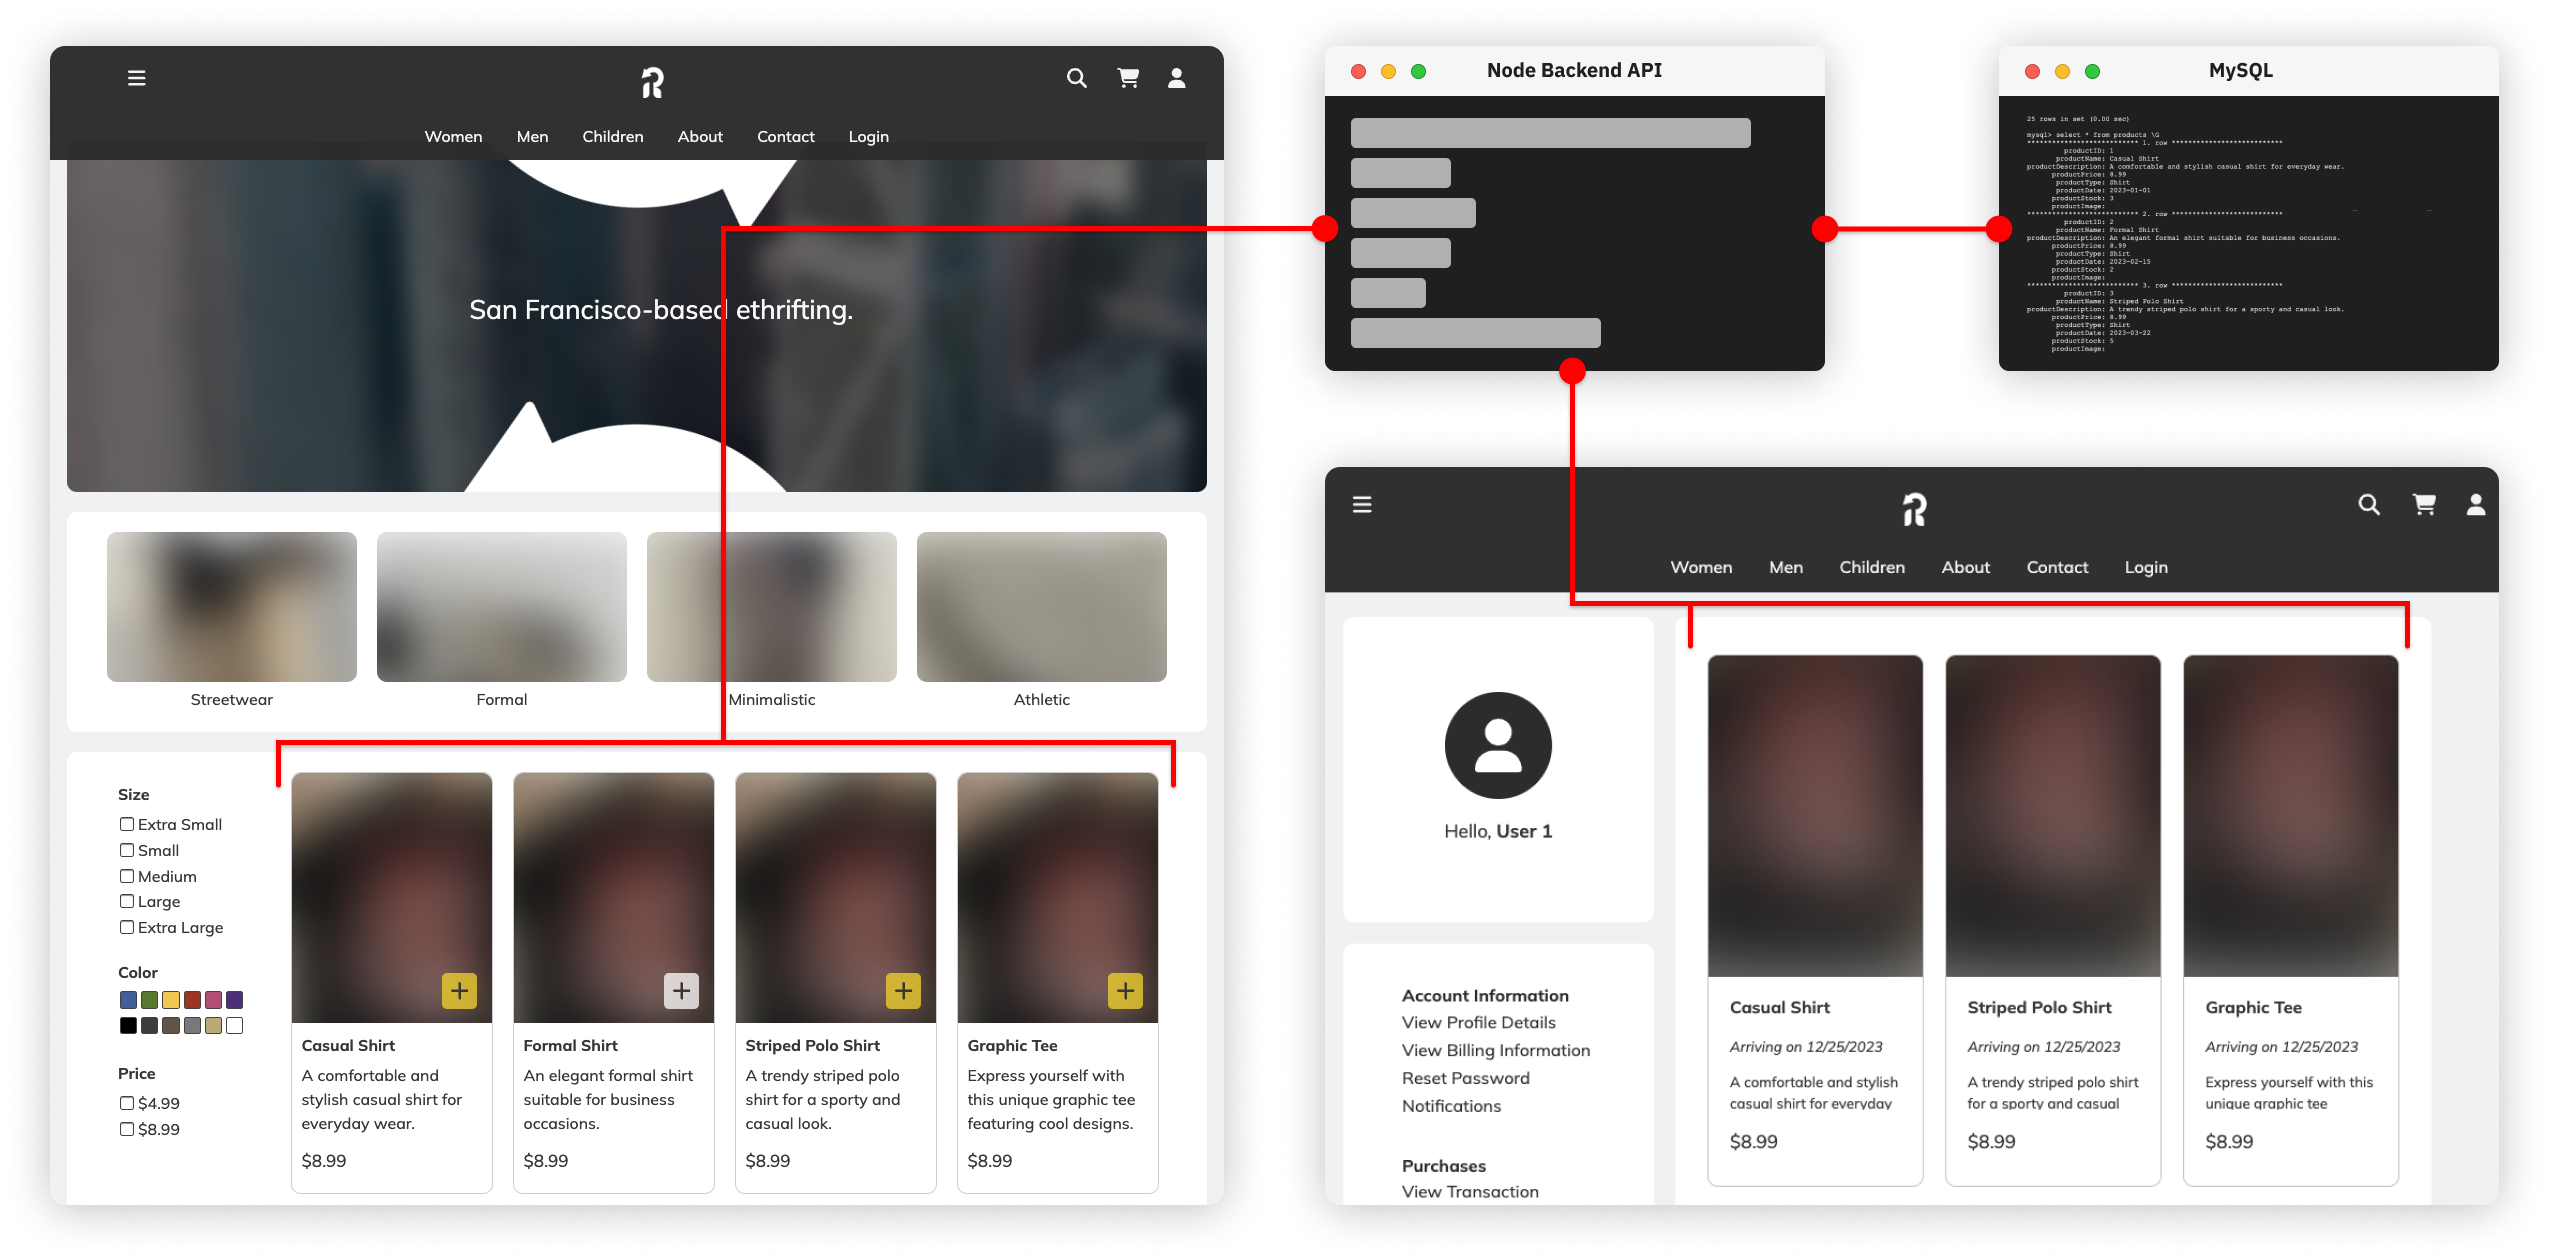 Women Men Children About Contact Login
San Francisco-based ethrifting.
Streetwear Formal Minimalistic Athletic
Size
Extra Small
Small
Medium
Large
Extra Large
Color
Price
$4.99
$8.99
Casual Shirt
A comfortable and
stylish casual shirt for
everyday wear.
$8.99
Formal Shirt
An elegant formal shirt
suitable for business
occasions.
$8.99
Striped Polo Shirt
A trendy striped polo
shirt for a sporty and
casual look.
$8.99
Graphic Tee
Express yourself with
this unique graphic tee
featuring cool designs.
$8.99
Node Backend API
MySQL
25 rows in set (0.00 sec)
mysql> select * from products \G
*************************** 1. row ***************************
productID: 1
productName: Casual Shirt
productDescription: A comfortable and stylish casual shirt for everyday wear.
productPrice: 8.99
productType: Shirt
productDate: 2023-01-01
productStock: 3
productImage:
*************************** 2. row ***************************
productID: 2
productName: Formal Shirt
productDescription: An elegant formal shirt suitable for business occasions.
productPrice: 8.99
productType: Shirt
productDate: 2023-02-15
productStock: 2
productImage:
*************************** 3. row ***************************
productID: 3
productName: Striped Polo Shirt
productDescription: A trendy striped polo shirt for a sporty and casual look.
productPrice: 8.99
productType: Shirt
productDate: 2023-03-22
productStock: 5
productImage:
Women Men Children About Contact Login
Hello, User 1
Account Information
View Profile Details
View Billing Information
Reset Password
Notifications
Purchases
View Transaction
Casual Shirt
Arriving on 12/25/2023
A comfortable and stylish
casual shirt for everyday
$8.99
Striped Polo Shirt
Arriving on 12/25/2023
A trendy striped polo shirt
for a sporty and casual
$8.99
Graphic Tee
Arriving on 12/25/2023
Express yourself with this
unique graphic tee
$8.99